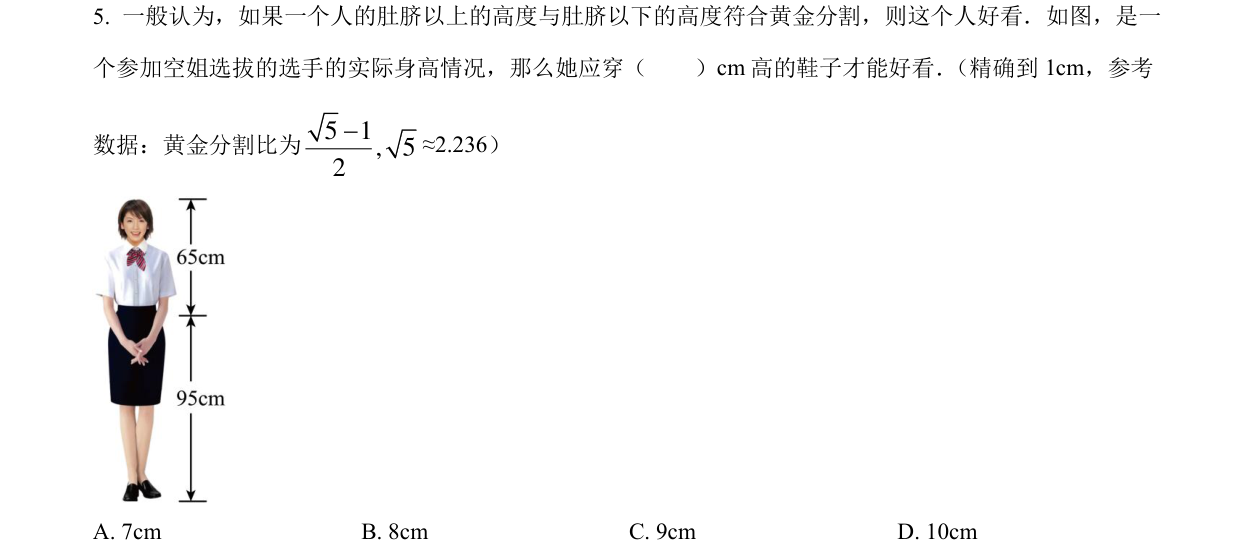 5. 一般认为，如果一个人的肚脐以上的高度与肚脐以下的高度符合黄金分割，则这个人好看．如图，是一
个参加空姐选拔的选手的实际身高情况，那么她应穿（　　）cm 高的鞋子才能好看．（精确到 1cm，参考
数据：黄金分割比为 $\frac{\sqrt{5}-1}{2}$, $\sqrt{5}$ ≈2.236）
65cm
95cm
A. 7cm B. 8cm C. 9cm D. 10cm